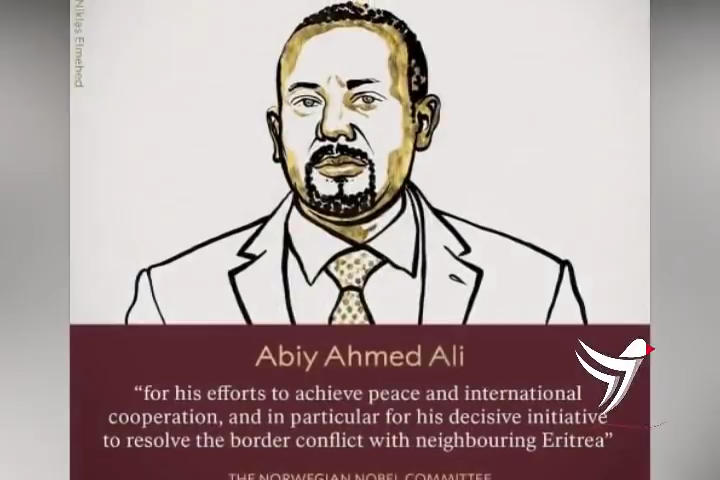 Niklas Elmehed
Abiy Ahmed Ali
“for his efforts to achieve peace and international
cooperation, and in particular for his decisive initiative
to resolve the border conflict with neighbouring Eritrea”
THE NORWEGIAN NOBEL COMMITTEE